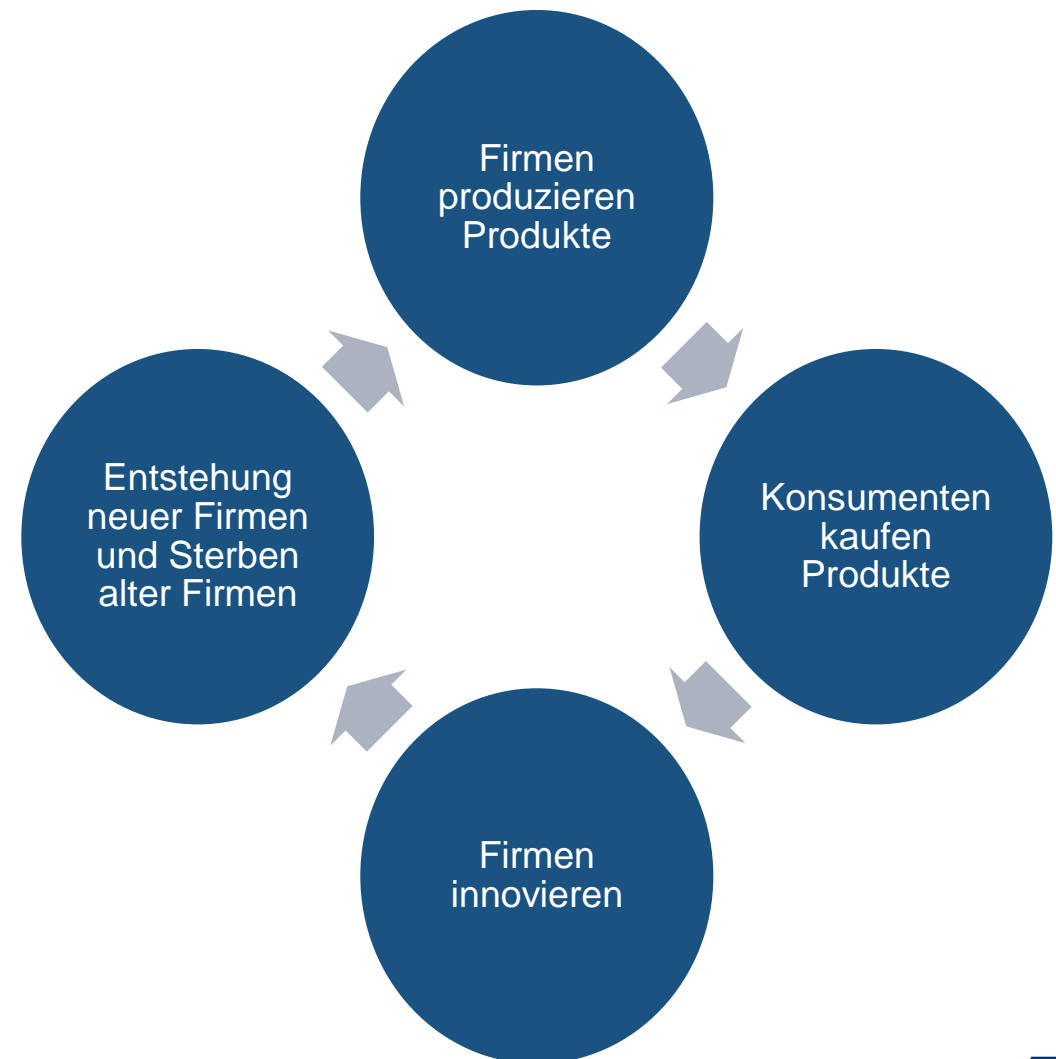 Firmen
produzieren
Produkte
Konsumenten
kaufen
Produkte
Firmen
innovieren
Entstehung
neuer Firmen
und Sterben
alter Firmen